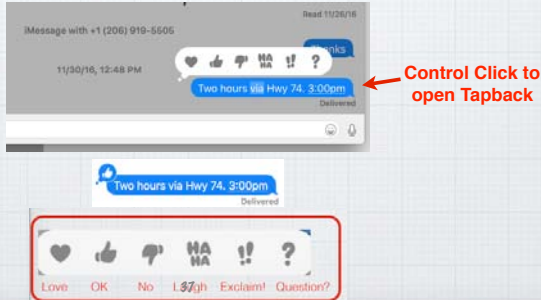 Read 11/26/16
iMessage with +1 (206) 919-5505
Thanks
11/30/16, 12:48 PM
HA HA !! ?
Two hours via Hwy 74. 3:00pm
Delivered
Control Click to
open Tapback
Two hours via Hwy 74. 3:00pm
Delivered
HA HA !! ?
Love OK No Laugh Exclaim! Question?
37